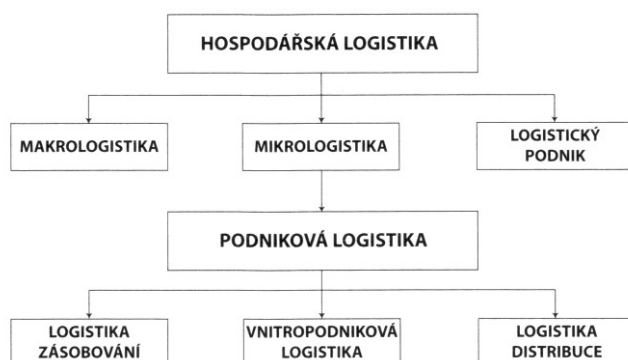 HOSPODÁŘSKÁ LOGISTIKA
MAKROLOGISTIKA
MIKROLOGISTIKA
LOGISTICKÝ
PODNIK
PODNIKOVÁ LOGISTIKA
LOGISTIKA
ZÁSOBOVÁNÍ
VNITROPODNIKOVÁ
LOGISTIKA
LOGISTIKA
DISTRIBUCE